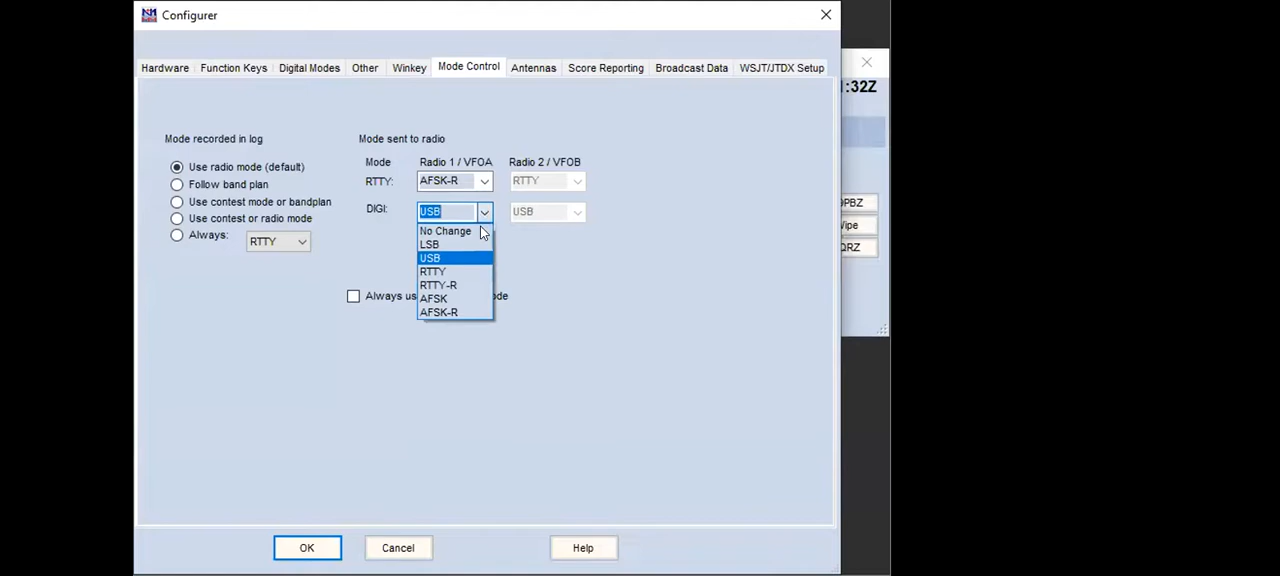 Configurer
Hardware Function Keys Digital Modes Other Winkey Mode Control Antennas Score Reporting Broadcast Data WSJT/JTDX Setup
1:32Z
Mode recorded in log
Mode sent to radio
Mode Radio 1 / VFOA Radio 2 / VFOB
Use radio mode (default)
RTTY: AFSK-R RTTY
Follow band plan
Use contest mode or bandplan
DIGI: USB USB
Use contest or radio mode
Always: RTTY
No Change
LSB
USB
RTTY
RTTY-R
AFSK
AFSK-R
Always us ode
PBZ
Wipe
QRZ
OK Cancel Help